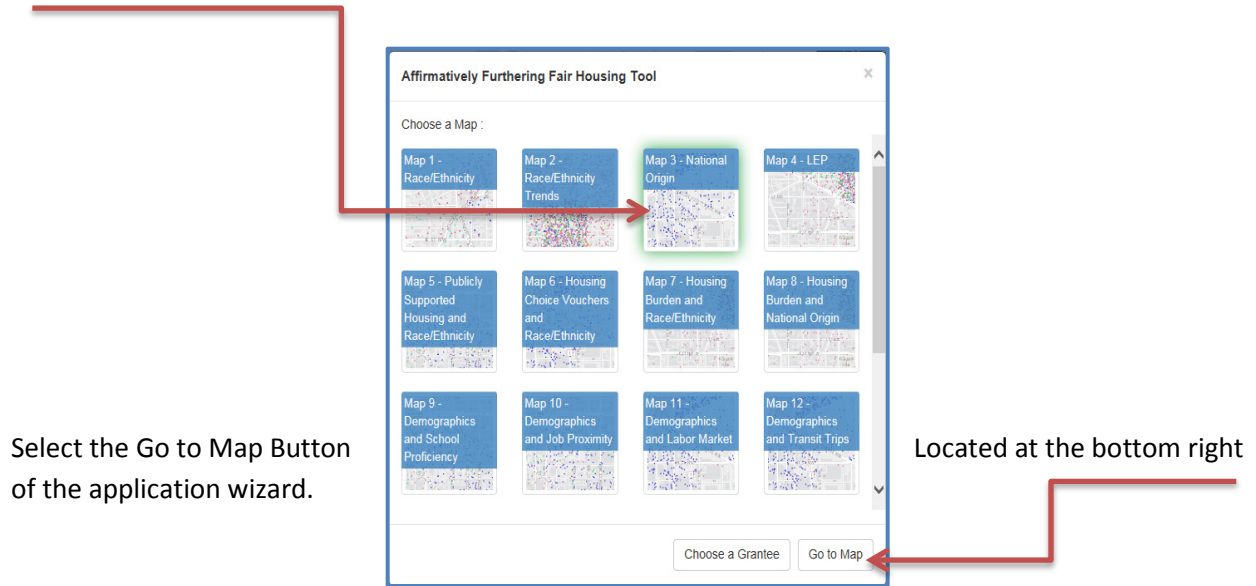 Affirmatively Furthering Fair Housing Tool
×
Choose a Map :
Map 1 -
Race/Ethnicity
Map 2 -
Race/Ethnicity
Trends
Map 3 - National
Origin
Map 4 - LEP
Map 5 - Publicly
Supported
Housing and
Race/Ethnicity
Map 6 - Housing
Choice Vouchers
and
Race/Ethnicity
Map 7 - Housing
Burden and
Race/Ethnicity
Map 8 - Housing
Burden and
National Origin
Map 9 -
Demographics
and School
Proficiency
Map 10 -
Demographics
and Job Proximity
Map 11 -
Demographics
and Labor Market
Map 12 -
Demographics
and Transit Trips
Select the Go to Map Button
Located at the bottom right
of the application wizard.
Choose a Grantee
Go to Map